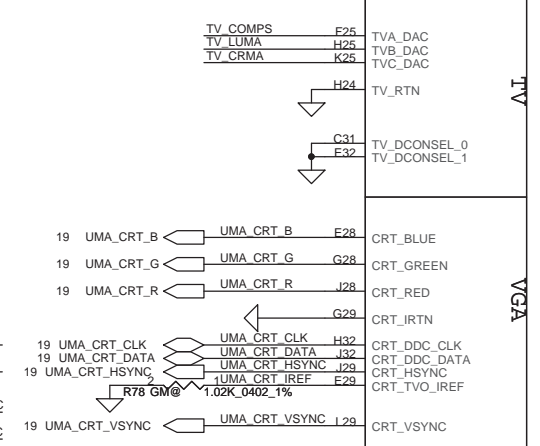 TV_COMPS F25 TVA_DAC
TV_LUMA H25 TVB_DAC
TV_CRMA K25 TVC_DAC
H24 TV_RTN
TV
C31 TV_DCONSEL_0
E32 TV_DCONSEL_1
19 UMA_CRT_B UMA_CRT_B E28 CRT_BLUE
19 UMA_CRT_G UMA_CRT_G G28 CRT_GREEN
19 UMA_CRT_R UMA_CRT_R J28 CRT_RED
VGA
G29 CRT_IRTN
19 UMA_CRT_CLK UMA_CRT_CLK H32 CRT_DDC_CLK
19 UMA_CRT_DATA UMA_CRT_DATA J32 CRT_DDC_DATA
19 UMA_CRT_HSYNC UMA_CRT_HSYNC J29 CRT_HSYNC
2 1 UMA_CRT_IREF E29 CRT_TVO_IREF
R78 GM@ 1.02K_0402_1%
19 UMA_CRT_VSYNC UMA_CRT_VSYNC L29 CRT_VSYNC